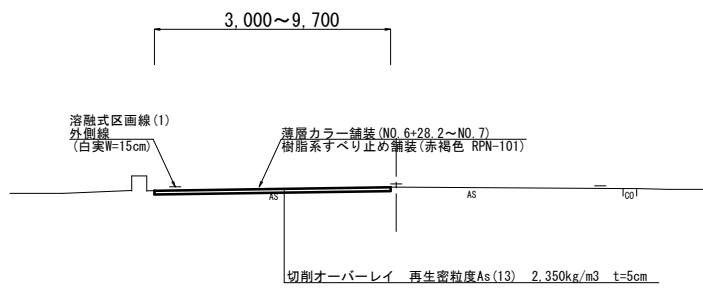 3,000～9,700
溶融式区画線(1)
外側線
(白実W=15cm)
薄層カラー舗装(NO.6+28.2～NO.7)
樹脂系すべり止め舗装(赤褐色 RPN-101)
AS
AS
CO
切削オーバーレイ 再生密粒度As(13) 2,350kg/m3 t=5cm